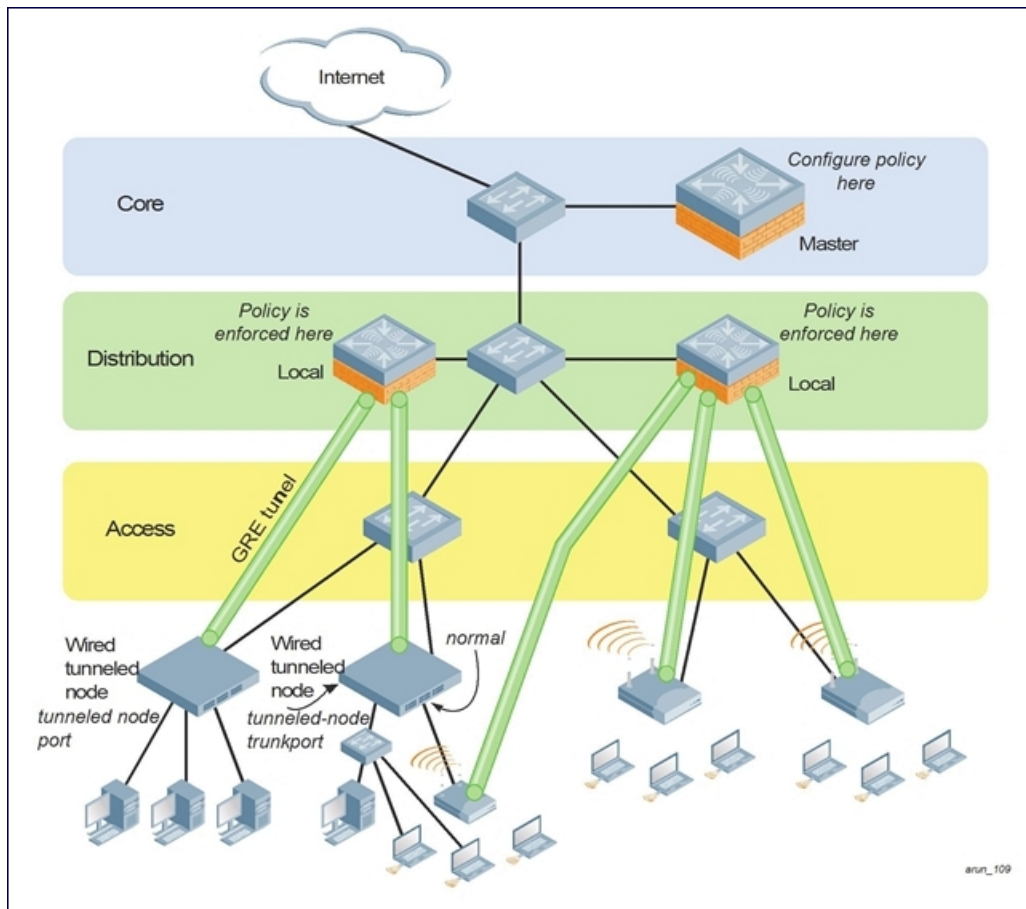 Internet
Configure policy
here
Core
Master
Policy is
enforced here
Policy is
enforced here
Distribution
Local
Local
GRE tunnel
Access
Wired
tunneled
node
tunneled node
port
Wired
tunneled
node
tunneled-node
trunkport
normal
arun_109